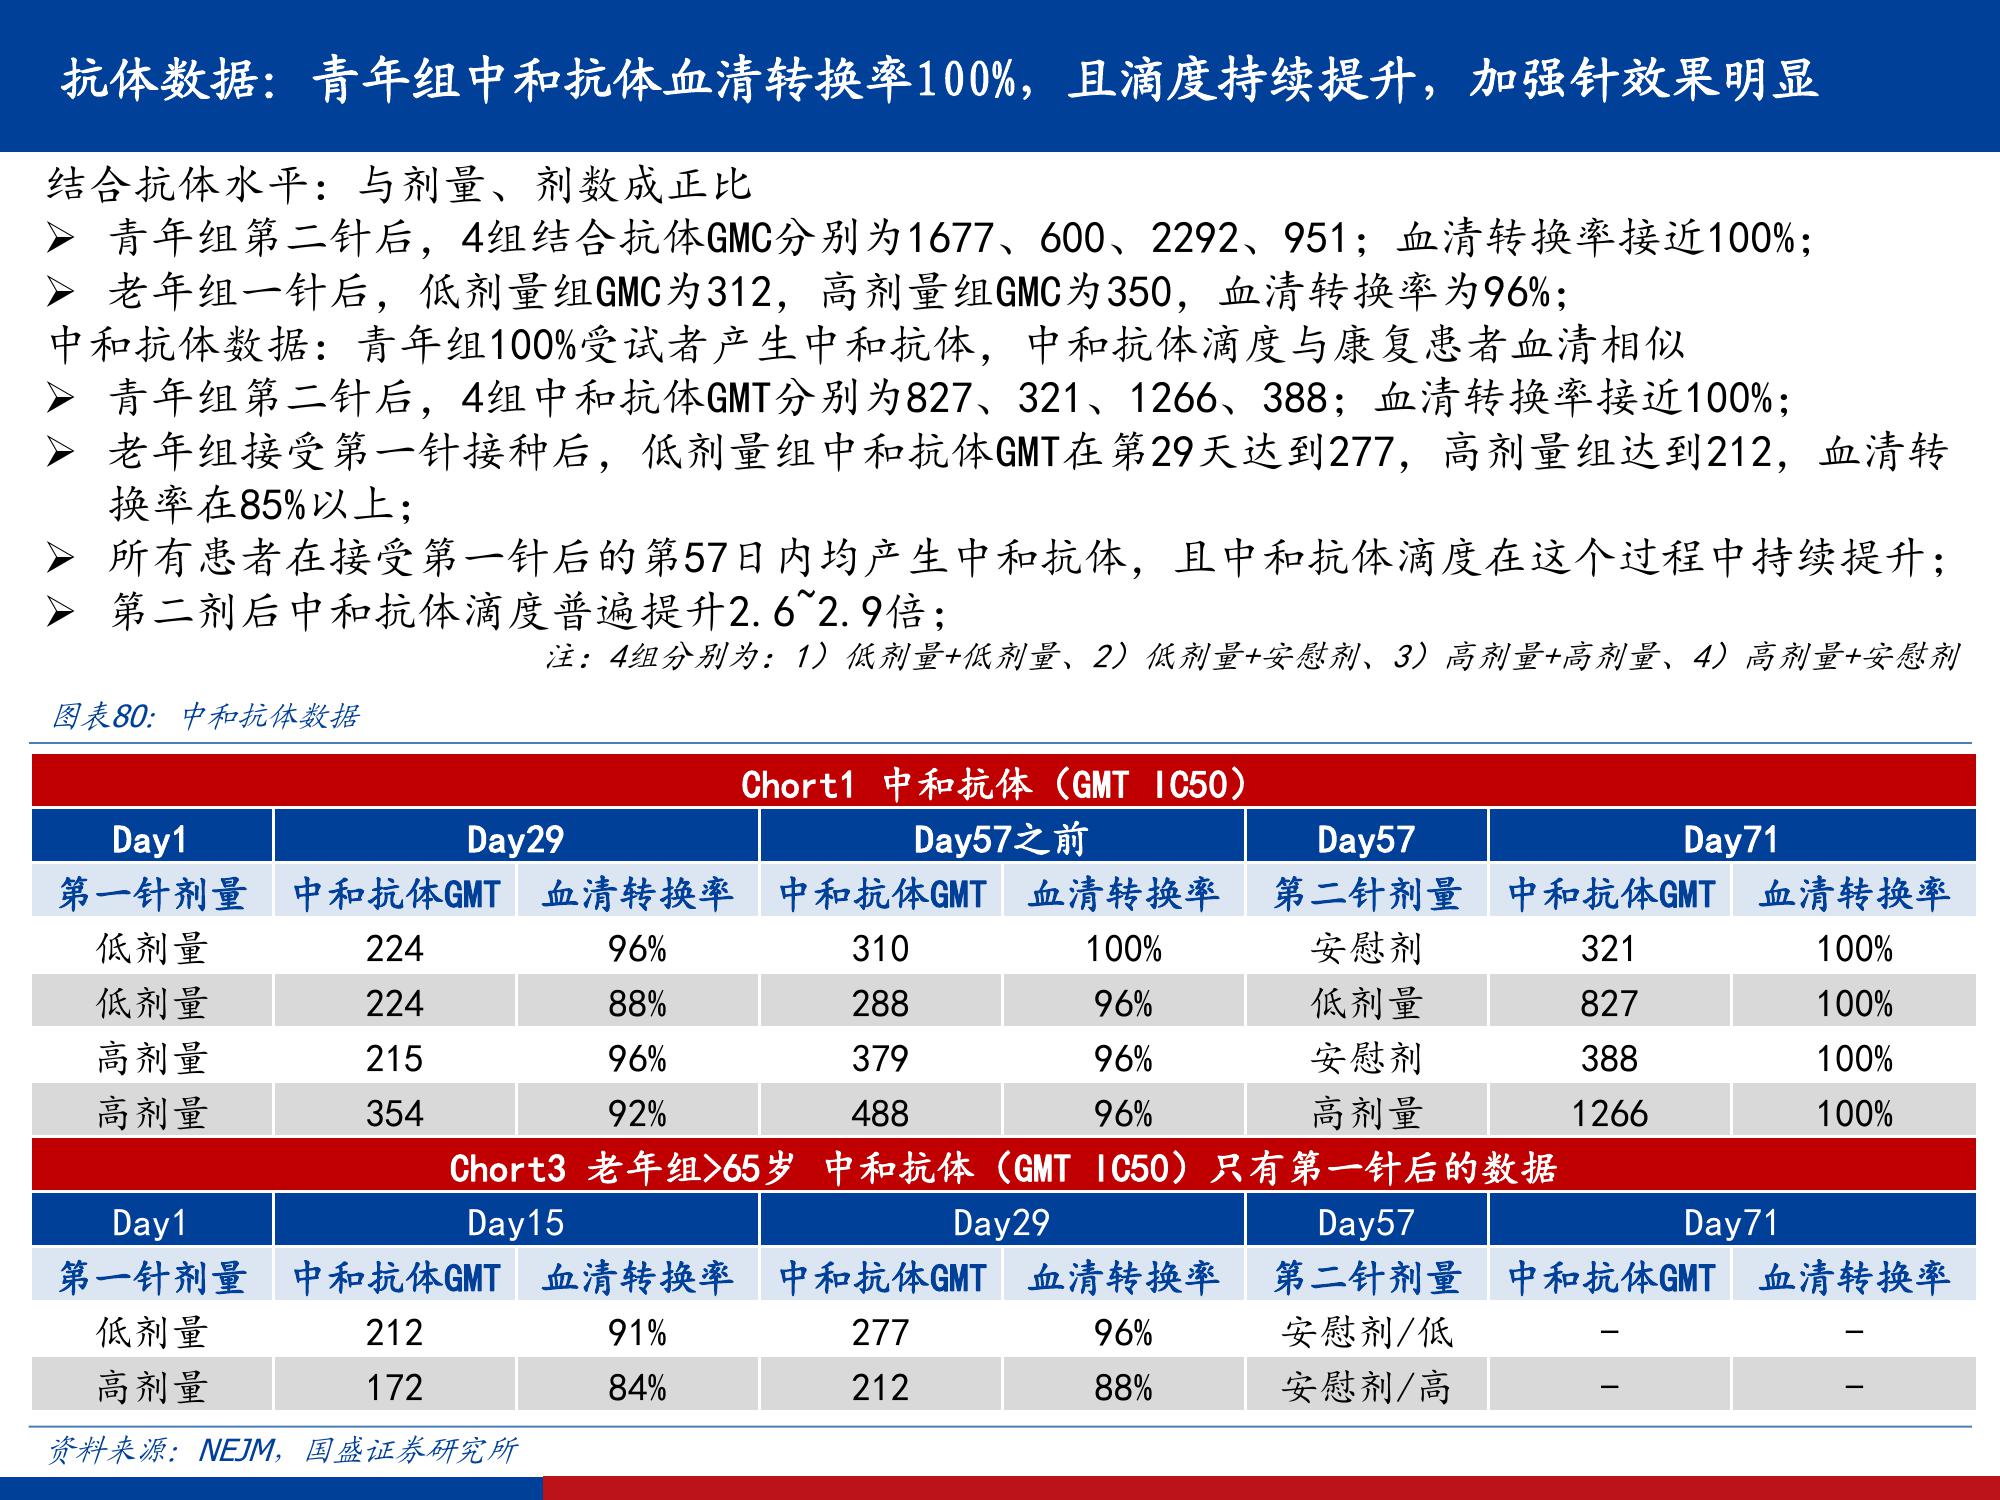 抗体数据：青年组中和抗体血清转换率100%，且滴度持续提升，加强针效果明显
结合抗体水平：与剂量、剂数成正比
➢ 青年组第二针后，4组结合抗体GMC分别为1677、600、2292、951；血清转换率接近100%；
➢ 老年组一针后，低剂量组GMC为312，高剂量组GMC为350，血清转换率为96%；
中和抗体数据：青年组100%受试者产生中和抗体，中和抗体滴度与康复患者血清相似
➢ 青年组第二针后，4组中和抗体GMT分别为827、321、1266、388；血清转换率接近100%；
➢ 老年组接受第一针接种后，低剂量组中和抗体GMT在第29天达到277，高剂量组达到212，血清转
换率在85%以上；
➢ 所有患者在接受第一针后的第57日内均产生中和抗体，且中和抗体滴度在这个过程中持续提升；
➢ 第二剂后中和抗体滴度普遍提升2.6~2.9倍；
注：4组分别为：1）低剂量+低剂量、2）低剂量+安慰剂、3）高剂量+高剂量、4）高剂量+安慰剂
图表80: 中和抗体数据
Chort1 中和抗体（GMT IC50）
Day1 Day29 Day57之前 Day57 Day71
第一针剂量 中和抗体GMT 血清转换率 中和抗体GMT 血清转换率 第二针剂量 中和抗体GMT 血清转换率
低剂量 224 96% 310 100% 安慰剂 321 100%
低剂量 224 88% 288 96% 低剂量 827 100%
高剂量 215 96% 379 96% 安慰剂 388 100%
高剂量 354 92% 488 96% 高剂量 1266 100%
Chort3 老年组>65岁 中和抗体（GMT IC50）只有第一针后的数据
Day1 Day15 Day29 Day57 Day71
第一针剂量 中和抗体GMT 血清转换率 中和抗体GMT 血清转换率 第二针剂量 中和抗体GMT 血清转换率
低剂量 212 91% 277 96% 安慰剂/低 - -
高剂量 172 84% 212 88% 安慰剂/高 - -
资料来源: NEJM，国盛证券研究所